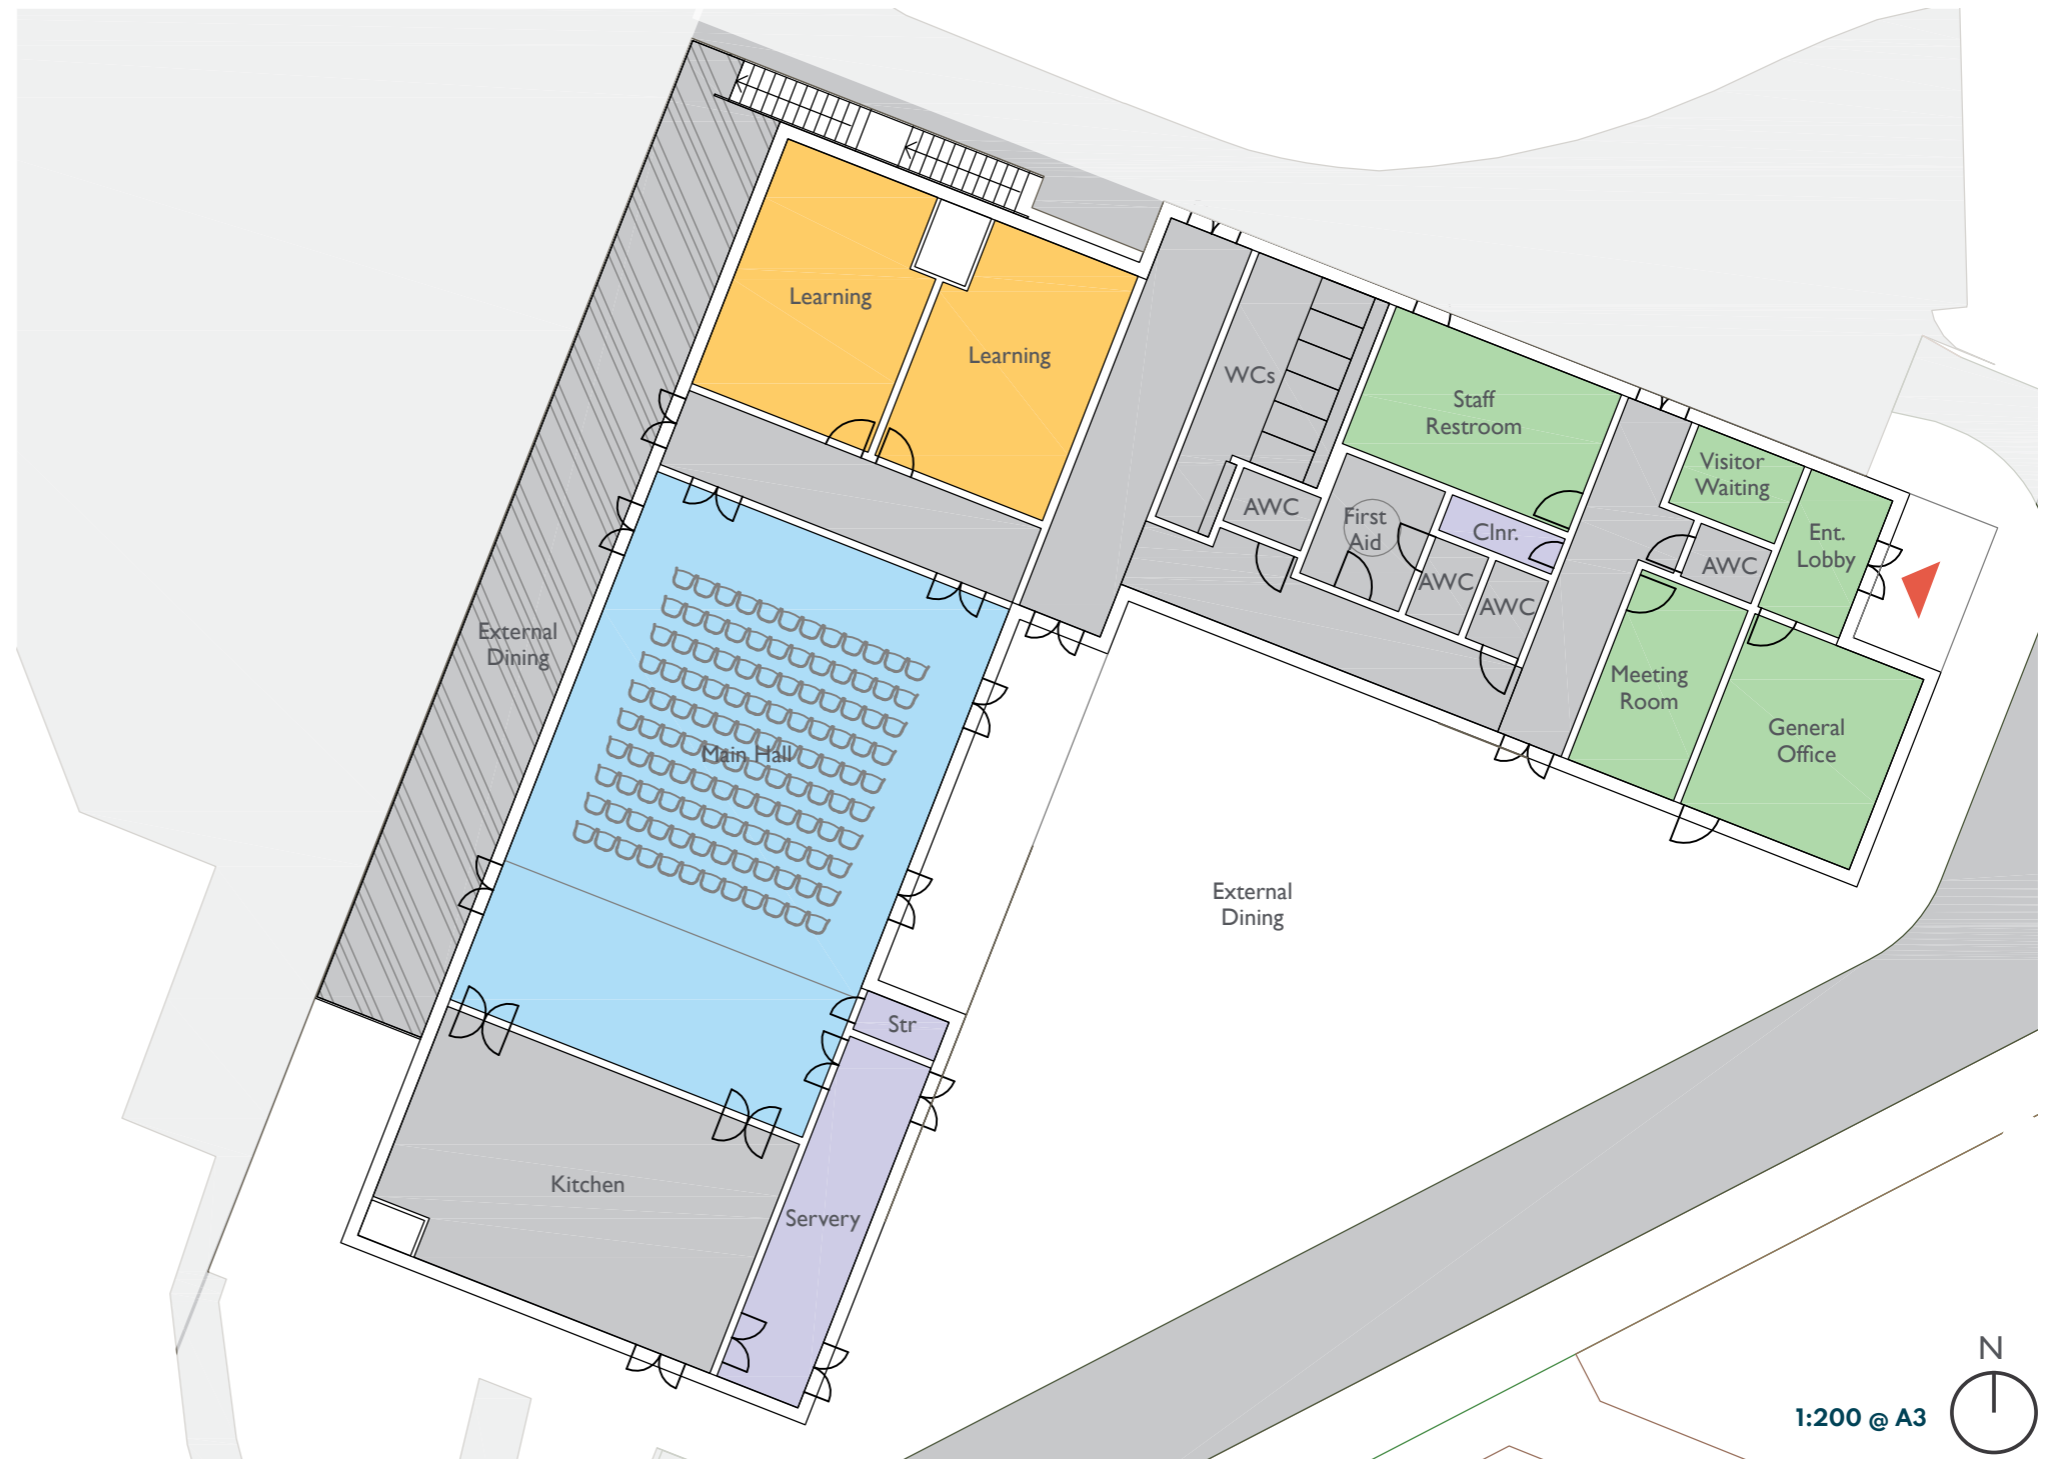 Learning
Learning
WCs
Staff
Restroom
Visitor
Waiting
Ent.
Lobby
AWC
First
Aid
Clnr.
AWC
AWC
AWC
External
Dining
Meeting
Room
General
Office
Main Hall
External
Dining
Str
Kitchen
Servery
N
1:200 @ A3